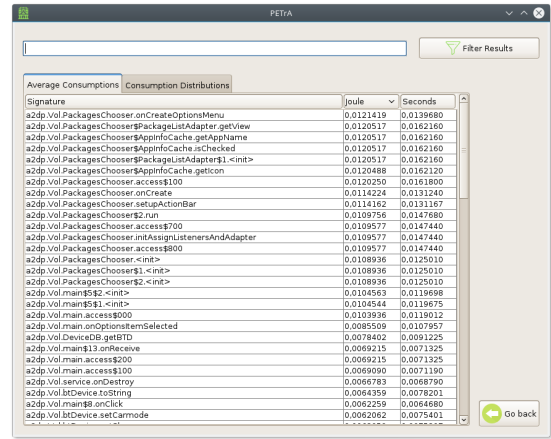 PETrA
Filter Results
Average Consumptions Consumption Distributions
Signature Joule Seconds
a2dp.Vol.PackagesChooser.onCreateOptionsMenu 0,0121419 0,0139680
a2dp.Vol.PackagesChooser$PackageListAdapter.getView 0,0120517 0,0162160
a2dp.Vol.PackagesChooser$AppInfoCache.getAppName 0,0120517 0,0162160
a2dp.Vol.PackagesChooser$AppInfoCache.isChecked 0,0120517 0,0162160
a2dp.Vol.PackagesChooser$PackageListAdapter$1.<init> 0,0120517 0,0162160
a2dp.Vol.PackagesChooser$AppInfoCache.getIcon 0,0120488 0,0162120
a2dp.Vol.PackagesChooser.access$100 0,0120250 0,0161800
a2dp.Vol.PackagesChooser.onCreate 0,0114224 0,0131240
a2dp.Vol.PackagesChooser.setupActionBar 0,0114162 0,0131167
a2dp.Vol.PackagesChooser$2.run 0,0109756 0,0147680
a2dp.Vol.PackagesChooser.access$700 0,0109577 0,0147440
a2dp.Vol.PackagesChooser.initAssignListenersAndAdapter 0,0109577 0,0147440
a2dp.Vol.PackagesChooser.access$800 0,0109577 0,0147440
a2dp.Vol.PackagesChooser.<init> 0,0108936 0,0125010
a2dp.Vol.PackagesChooser$1.<init> 0,0108936 0,0125010
a2dp.Vol.PackagesChooser$2.<init> 0,0108936 0,0125010
a2dp.Vol.main$5$2.<init> 0,0104563 0,0119698
a2dp.Vol.main$5$1.<init> 0,0104544 0,0119675
a2dp.Vol.main.access$000 0,0103936 0,0119012
a2dp.Vol.main.onOptionsItemSelected 0,0085509 0,0107957
a2dp.Vol.DeviceDB.getBTD 0,0078402 0,0091225
a2dp.Vol.main$13.onReceive 0,0069215 0,0071325
a2dp.Vol.main.access$200 0,0069215 0,0071325
a2dp.Vol.main.access$100 0,0069090 0,0071190
a2dp.Vol.service.onDestroy 0,0066783 0,0068790
a2dp.Vol.btDevice.toString 0,0064359 0,0078201
a2dp.Vol.main$8.onClick 0,0062259 0,0064680
a2dp.Vol.btDevice.setCarmode 0,0062062 0,0075401
Go back